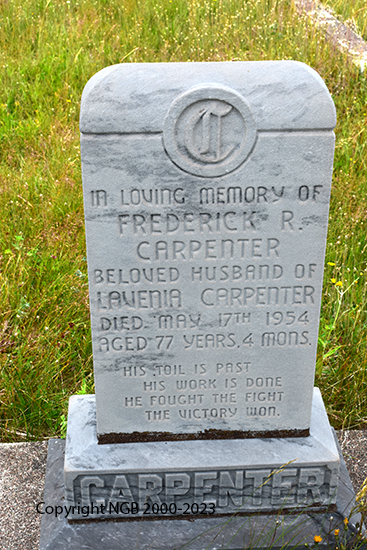 C
IN LOVING MEMORY OF
FREDERICK R.
CARPENTER
BELOVED HUSBAND OF
LAVENIA CARPENTER
DIED. MAY. 17TH 1954
AGED 77 YEARS, 4 MONS.
HIS TOIL IS PAST
HIS WORK IS DONE
HE FOUGHT THE FIGHT
THE VICTORY WON.
CARPENTER
Copyright NGB 2000-2023